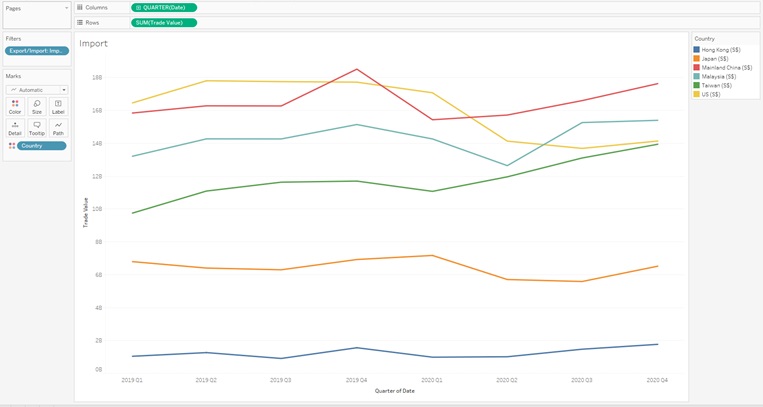 Pages
Columns
QUARTER(Date)
Rows
SUM(Trade Value)
Filters
Export/Import: Imp..
Marks
Automatic
Color
Size
Label
Detail
Tooltip
Path
Country
Import
Trade Value
18B
16B
14B
12B
10B
8B
6B
4B
2B
0B
2019 Q1
2019 Q2
2019 Q3
2019 Q4
2020 Q1
2020 Q2
2020 Q3
2020 Q4
Quarter of Date
Country
Hong Kong (S$)
Japan (S$)
Mainland China (S$)
Malaysia (S$)
Taiwan (S$)
US (S$)